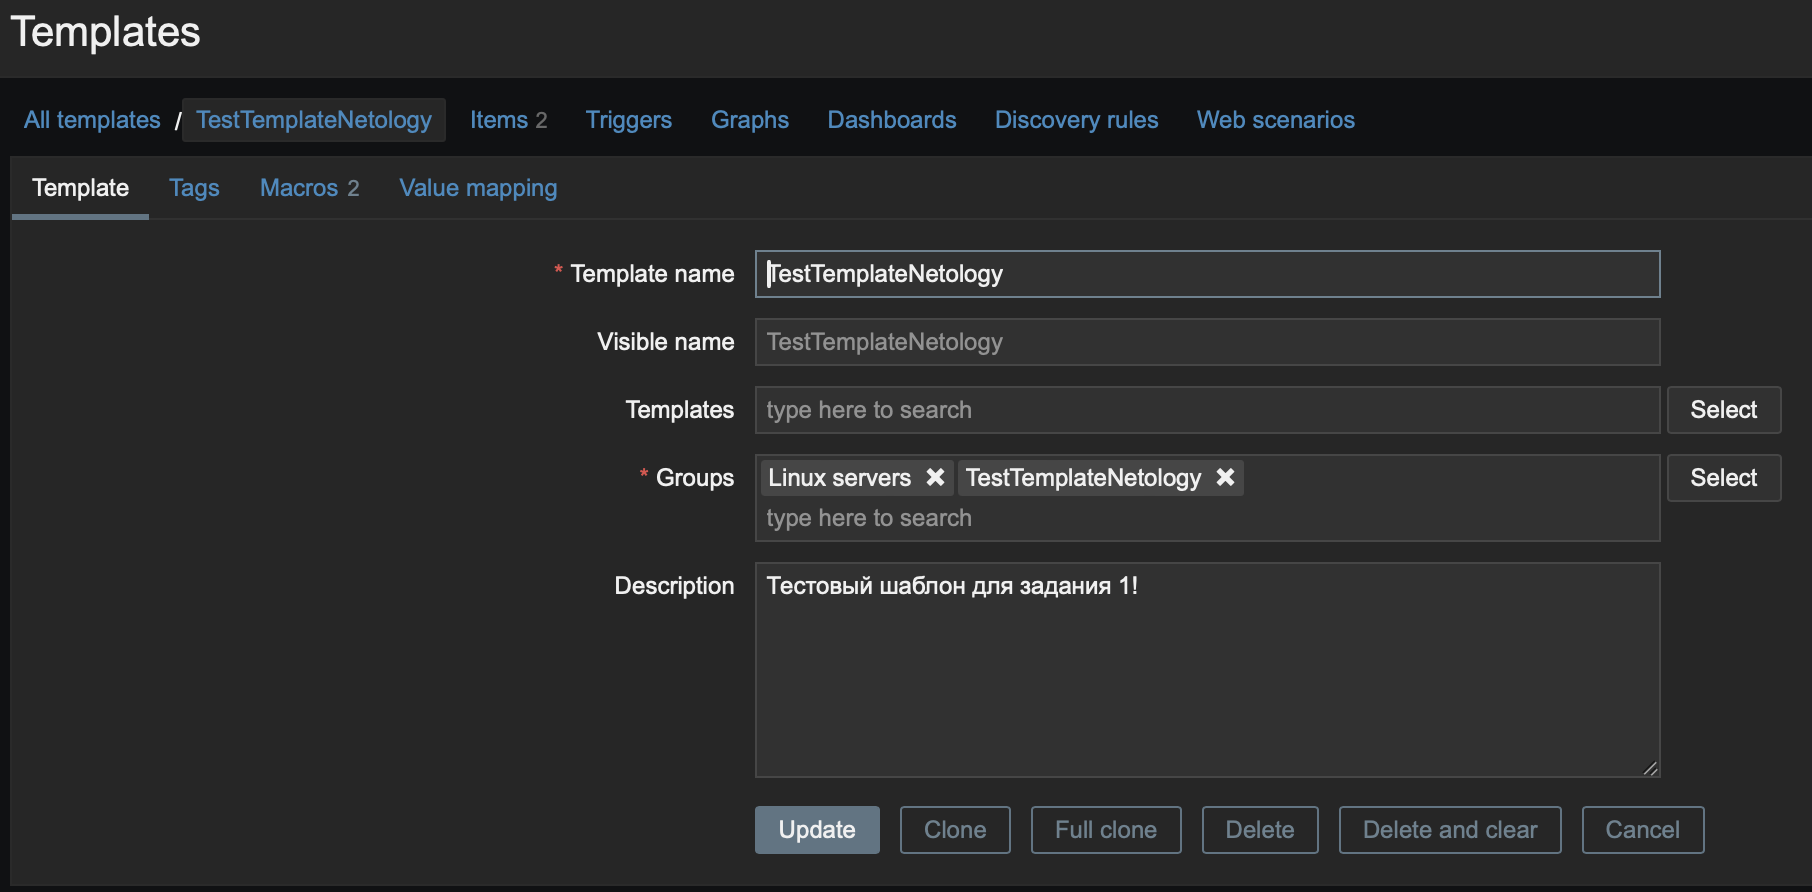 Templates
All templates / TestTemplateNetology Items 2 Triggers Graphs Dashboards Discovery rules Web scenarios
Template Tags Macros 2 Value mapping
* Template name TestTemplateNetology
Visible name TestTemplateNetology
Templates type here to search Select
* Groups Linux servers ✖ TestTemplateNetology ✖ Select
type here to search
Description Тестовый шаблон для задания 1!
Update Clone Full clone Delete Delete and clear Cancel